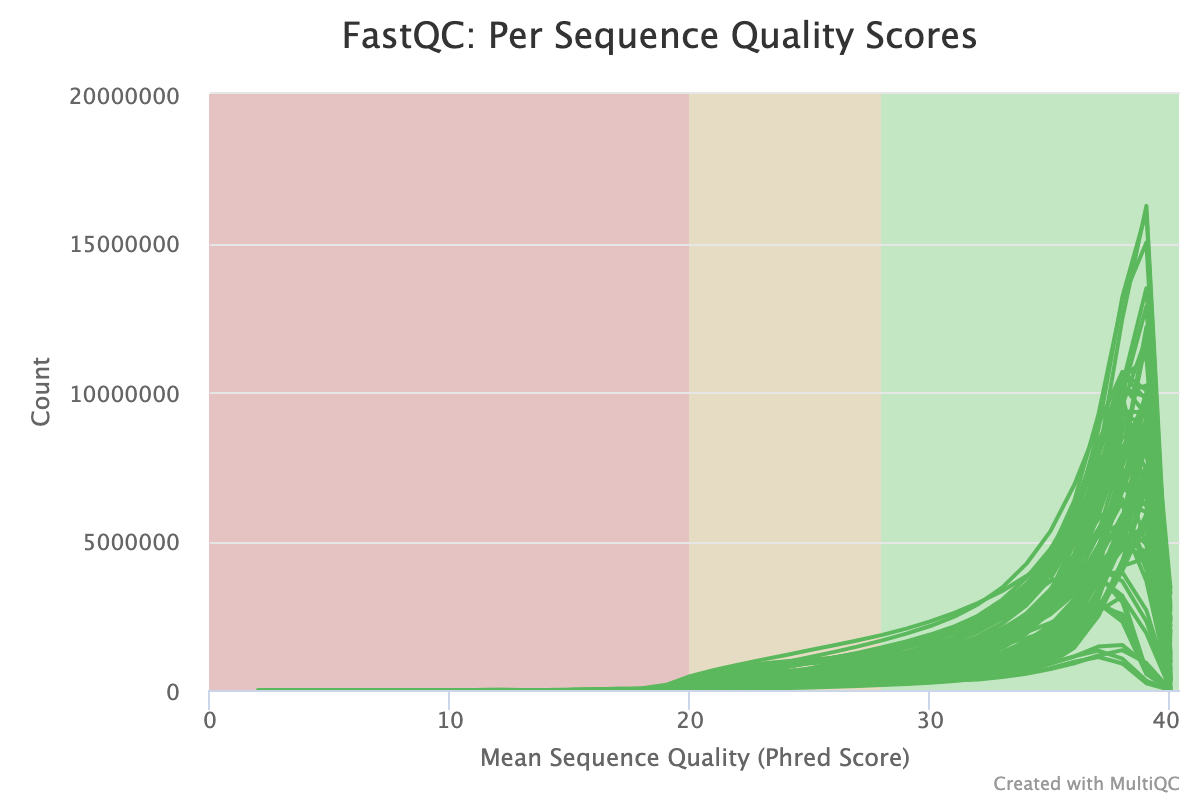 FastQC: Per Sequence Quality Scores
20000000
15000000
10000000
5000000
0
Count
0 10 20 30 40
Mean Sequence Quality (Phred Score)
Created with MultiQC